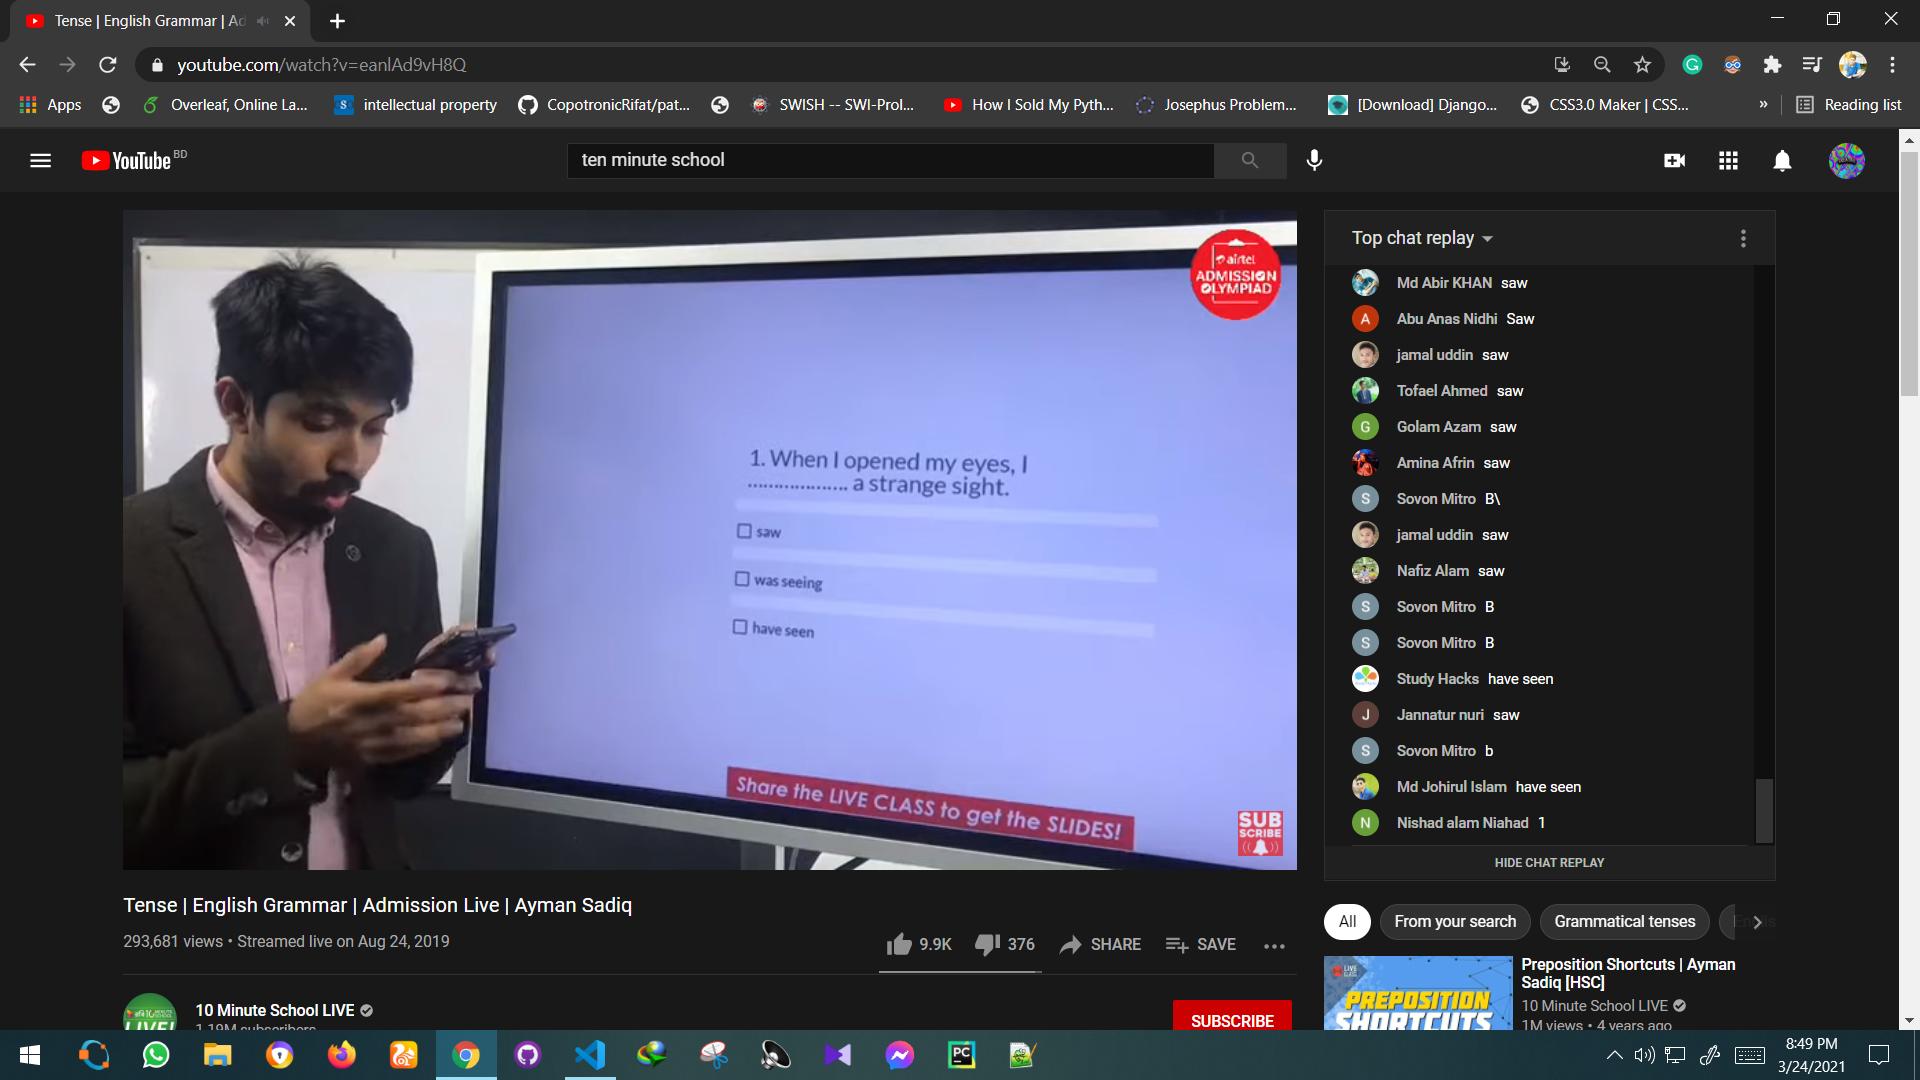 Tense | English Grammar | Ad
youtube.com/watch?v=eanlAd9vH8Q
Apps
Overleaf, Online La...
intellectual property
CopotronicRifat/pat...
SWISH -- SWI-Prol...
How I Sold My Pyth...
Josephus Problem...
[Download] Django...
CSS3.0 Maker | CSS...
»
Reading list
YouTube BD
ten minute school
airtel
ADMISSION
OLYMPIAD
1. When I opened my eyes, I
.................. a strange sight.
saw
was seeing
have seen
Share the LIVE CLASS to get the SLIDES!
SUB
SCRIBE
Top chat replay
Md Abir KHAN saw
A Abu Anas Nidhi Saw
jamal uddin saw
Tofael Ahmed saw
G Golam Azam saw
Amina Afrin saw
S Sovon Mitro B\
jamal uddin saw
Nafiz Alam saw
S Sovon Mitro B
S Sovon Mitro B
Study Hacks have seen
J Jannatur nuri saw
S Sovon Mitro b
Md Johirul Islam have seen
N Nishad alam Niahad 1
HIDE CHAT REPLAY
Tense | English Grammar | Admission Live | Ayman Sadiq
293,681 views • Streamed live on Aug 24, 2019
9.9K 376 SHARE SAVE
10 Minute School LIVE
1.19M subscribers
SUBSCRIBE
All From your search Grammatical tenses
LIVE
PREPOSITION
SHORTCUTS
Preposition Shortcuts | Ayman
Sadiq [HSC]
10 Minute School LIVE
1M views • 4 years ago
PC
8:49 PM
3/24/2021